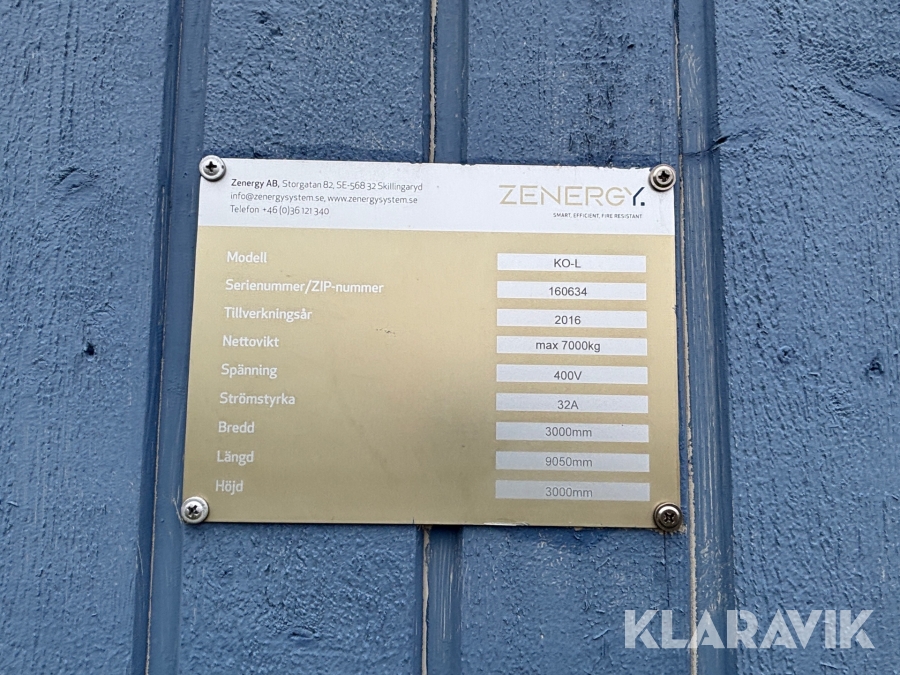 Zenergy AB, Storgatan 82, SE-568 32 Skillingaryd
info@zenergysystem.se, www.zenergysystem.se
Telefon +46 (0)36 121 340
ZENERGY.
SMART, EFFICIENT, FIRE RESISTANT
Modell KO-L
Serienummer/ZIP-nummer 160634
Tillverkningsår 2016
Nettovikt max 7000kg
Spänning 400V
Strömstyrka 32A
Bredd 3000mm
Längd 9050mm
Höjd 3000mm
KLARAVIK